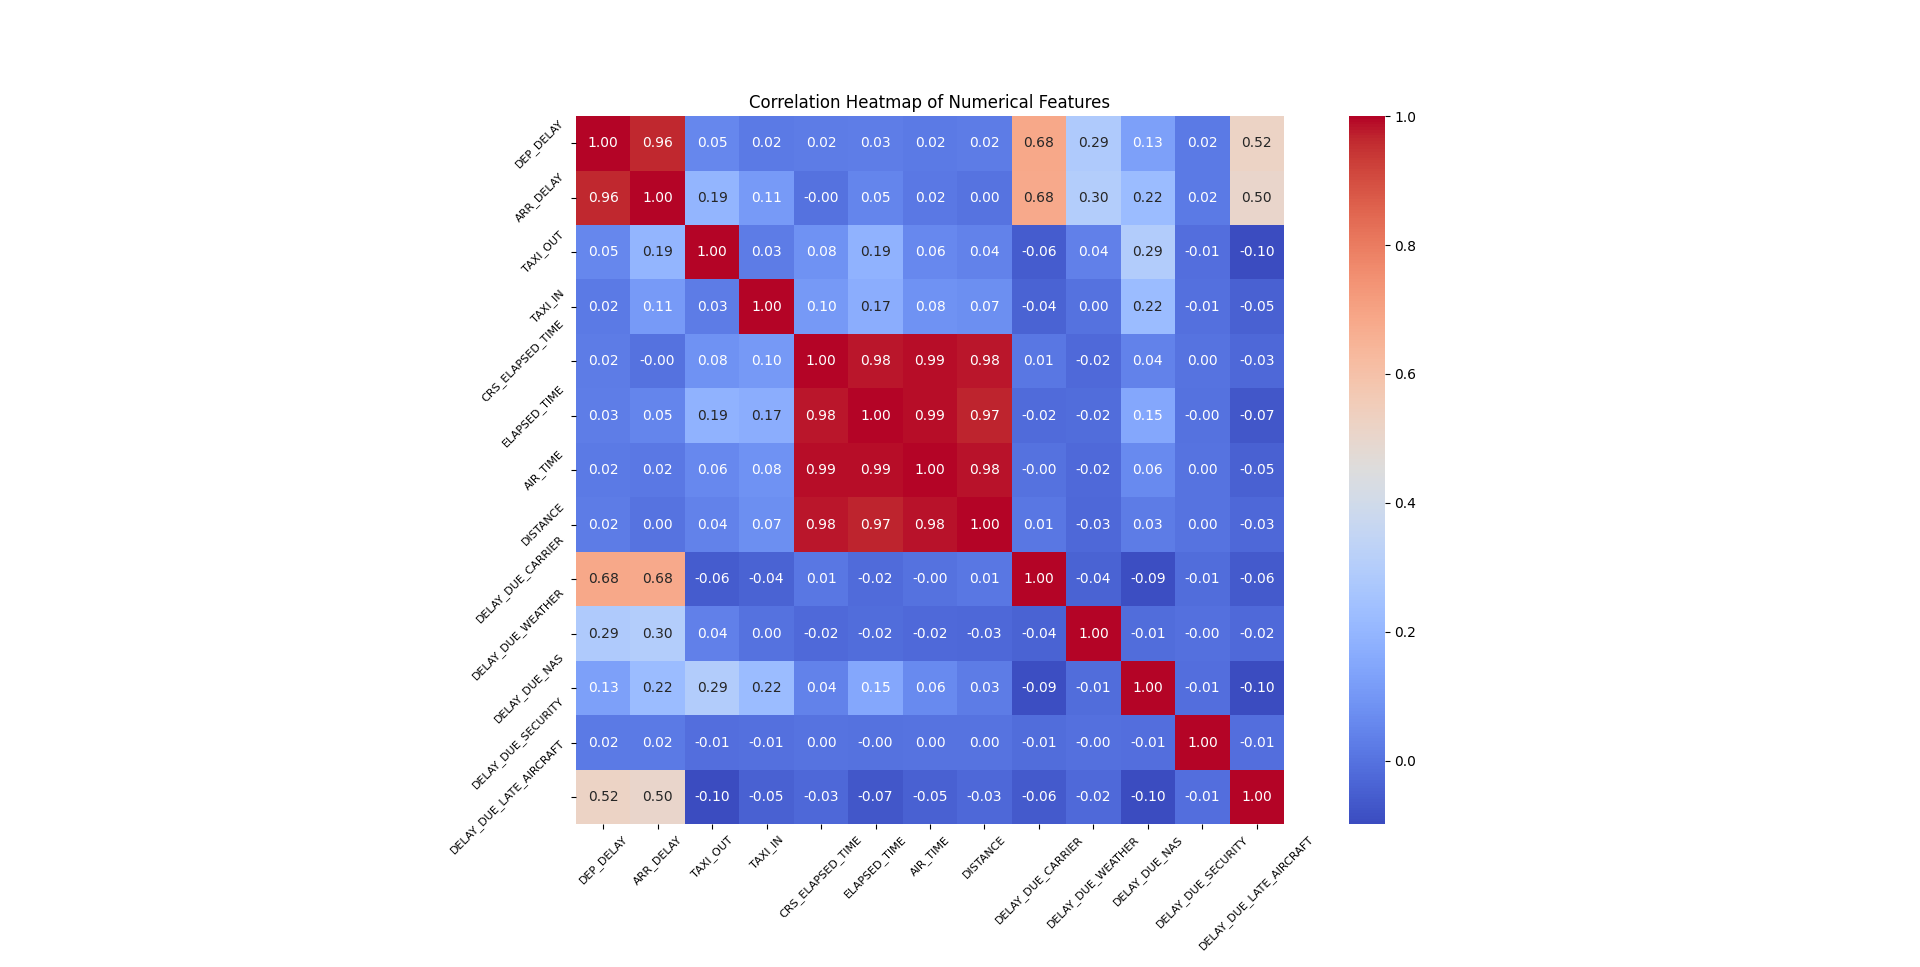 Correlation Heatmap of Numerical Features
DEP_DELAY 1.00 0.96 0.05 0.02 0.02 0.03 0.02 0.02 0.68 0.29 0.13 0.02 0.52
ARR_DELAY 0.96 1.00 0.19 0.11 -0.00 0.05 0.02 0.00 0.68 0.30 0.22 0.02 0.50
TAXI_OUT 0.05 0.19 1.00 0.03 0.08 0.19 0.06 0.04 -0.06 0.04 0.29 -0.01 -0.10
TAXI_IN 0.02 0.11 0.03 1.00 0.10 0.17 0.08 0.07 -0.04 0.00 0.22 -0.01 -0.05
CRS_ELAPSED_TIME 0.02 -0.00 0.08 0.10 1.00 0.98 0.99 0.98 0.01 -0.02 0.04 0.00 -0.03
ELAPSED_TIME 0.03 0.05 0.19 0.17 0.98 1.00 0.99 0.97 -0.02 -0.02 0.15 -0.00 -0.07
AIR_TIME 0.02 0.02 0.06 0.08 0.99 0.99 1.00 0.98 -0.00 -0.02 0.06 0.00 -0.05
DISTANCE 0.02 0.00 0.04 0.07 0.98 0.97 0.98 1.00 0.01 -0.03 0.03 0.00 -0.03
DELAY_DUE_CARRIER 0.68 0.68 -0.06 -0.04 0.01 -0.02 -0.00 0.01 1.00 -0.04 -0.09 -0.01 -0.06
DELAY_DUE_WEATHER 0.29 0.30 0.04 0.00 -0.02 -0.02 -0.02 -0.03 -0.04 1.00 -0.01 -0.00 -0.02
DELAY_DUE_NAS 0.13 0.22 0.29 0.22 0.04 0.15 0.06 0.03 -0.09 -0.01 1.00 -0.01 -0.10
DELAY_DUE_SECURITY 0.02 0.02 -0.01 -0.01 0.00 -0.00 0.00 0.00 -0.01 -0.00 -0.01 1.00 -0.01
DELAY_DUE_LATE_AIRCRAFT 0.52 0.50 -0.10 -0.05 -0.03 -0.07 -0.05 -0.03 -0.06 -0.02 -0.10 -0.01 1.00
DEP_DELAY
ARR_DELAY
TAXI_OUT
TAXI_IN
CRS_ELAPSED_TIME
ELAPSED_TIME
AIR_TIME
DISTANCE
DELAY_DUE_CARRIER
DELAY_DUE_WEATHER
DELAY_DUE_NAS
DELAY_DUE_SECURITY
DELAY_DUE_LATE_AIRCRAFT
1.0
0.8
0.6
0.4
0.2
0.0